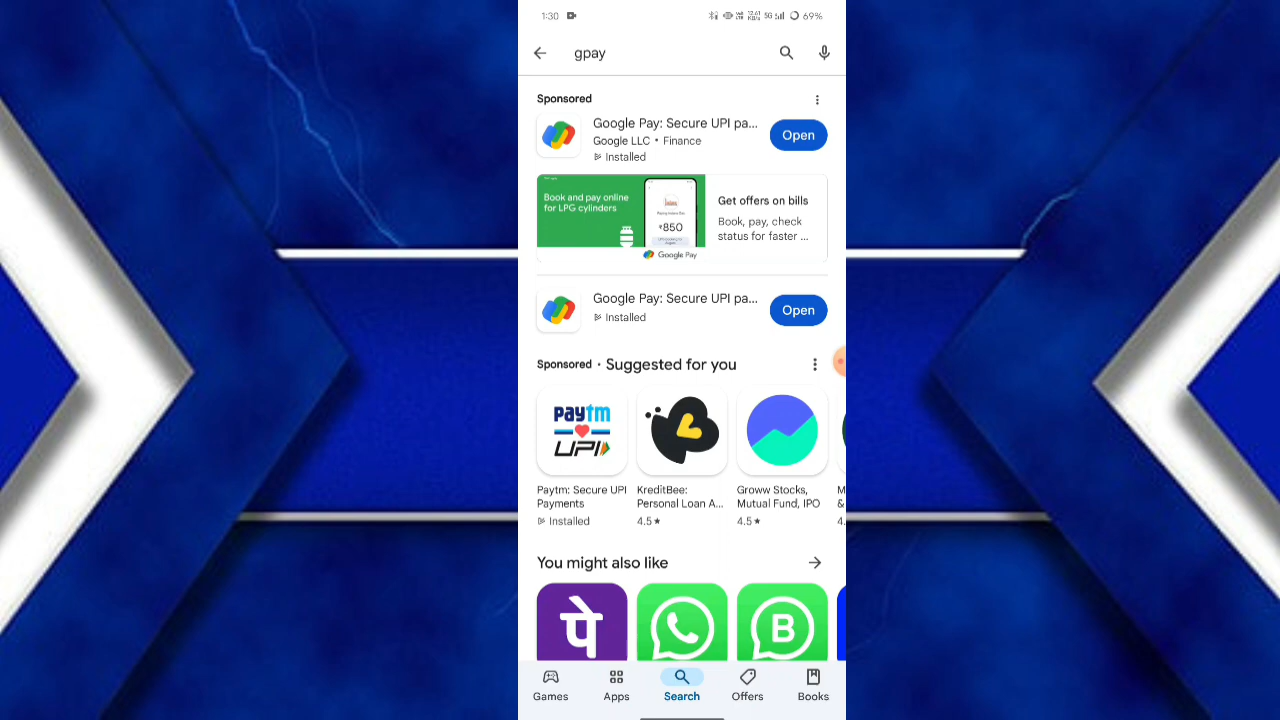 1:30
5G 69%
gpay
Sponsored
Google Pay: Secure UPI pa...
Google LLC • Finance
Installed
Open
Book and pay online
for LPG cylinders
₹850
Google Pay
Get offers on bills
Book, pay, check
status for faster ...
Google Pay: Secure UPI pa...
Installed
Open
Sponsored · Suggested for you
paytm
UPI
Paytm: Secure UPI
Payments
Installed
KreditBee:
Personal Loan A...
4.5★
Groww Stocks,
Mutual Fund, IPO
4.5★
M
&
4.
You might also like
पे
B
Games
Apps
Search
Offers
Books